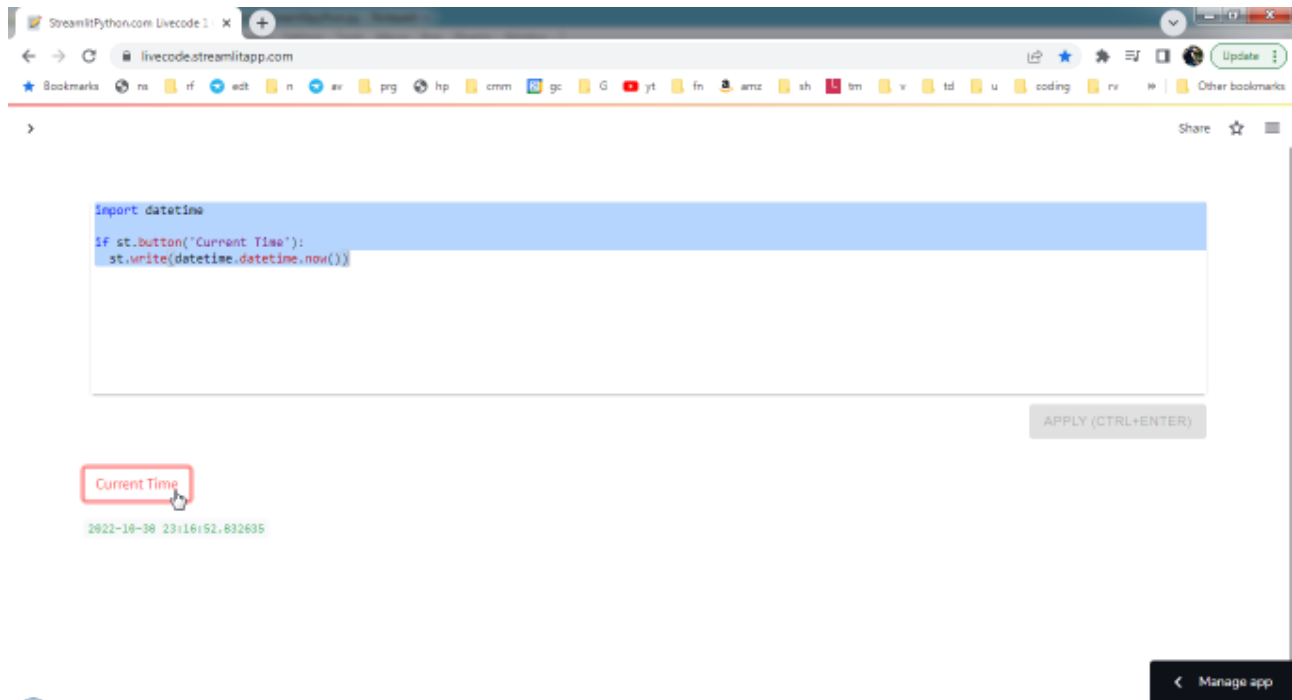 StreamlitPython.com Livecode 1
livecode.streamlitapp.com
Update
Bookmarks ns rf edt n av prg hp cmm gc G yt fn amz sh tm v td u coding rv Other bookmarks
Share
import datetime
if st.button("Current Time"):
st.write(datetime.datetime.now())
APPLY (CTRL+ENTER)
Current Time
2022-10-30 23:16:52.032635
Manage app